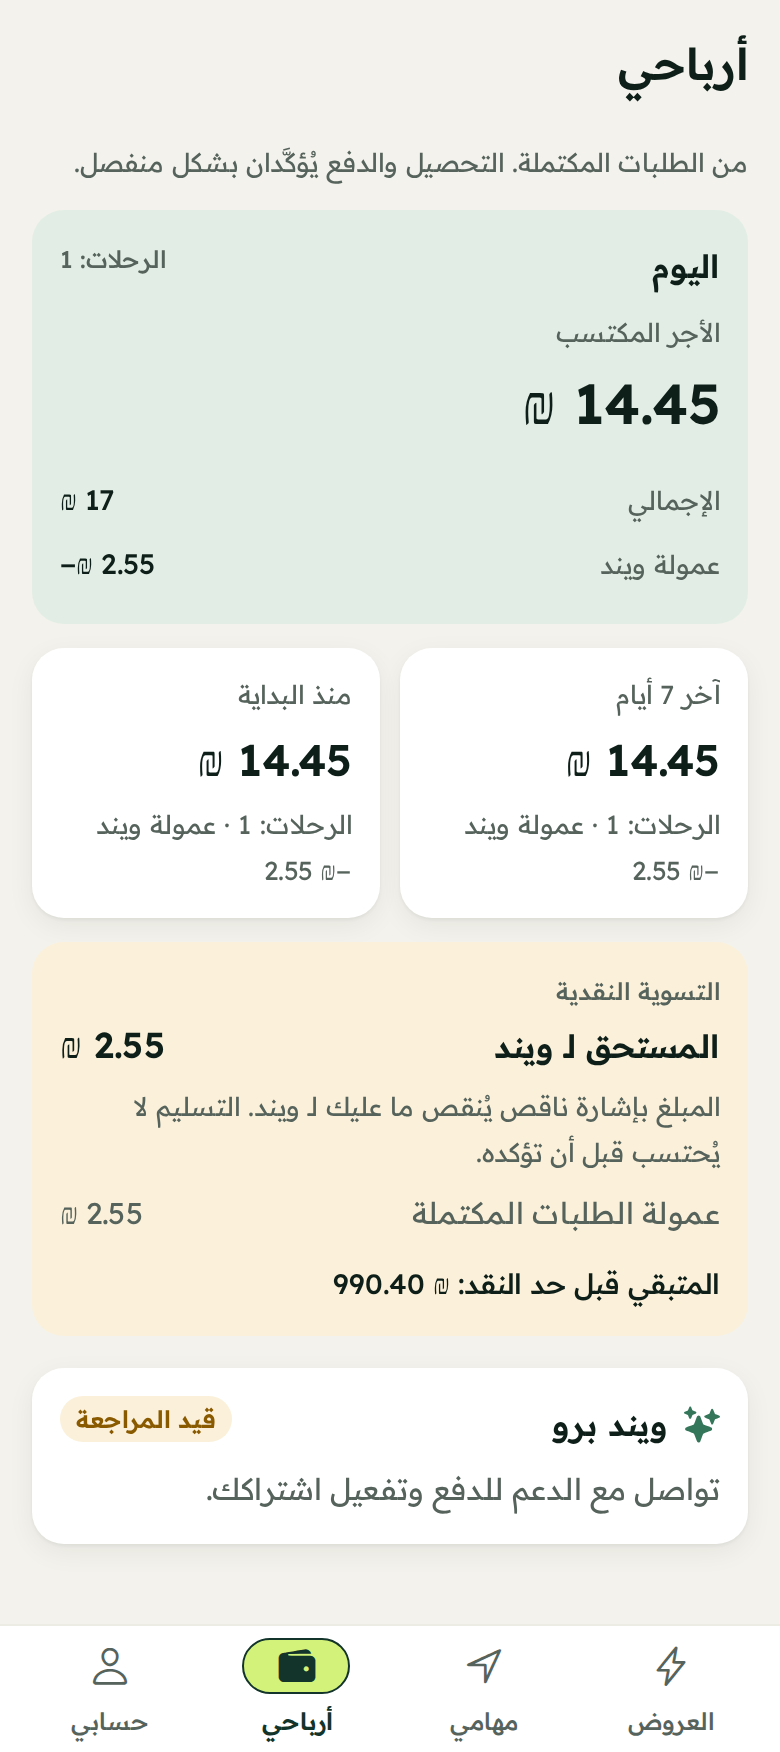 أرباحي
من الطلبات المكتملة. التحصيل والدفع يُؤكَّدان بشكل منفصل.
اليوم
الرحلات: 1
الأجر المكتسب
14.45 ₪
الإجمالي
17 ₪
عمولة ويند
2.55 ₪−
آخر 7 أيام
14.45 ₪
الرحلات: 1 · عمولة ويند
−₪ 2.55
منذ البداية
14.45 ₪
الرحلات: 1 · عمولة ويند
−₪ 2.55
التسوية النقدية
المستحق لـ ويند
2.55 ₪
المبلغ بإشارة ناقص يُنقص ما عليك لـ ويند. التسليم لا
يُحتسب قبل أن تؤكده.
عمولة الطلبات المكتملة
2.55 ₪
المتبقي قبل حد النقد: ₪ 990.40
ويند برو
قيد المراجعة
تواصل مع الدعم للدفع وتفعيل اشتراكك.
العروض
مهامي
أرباحي
حسابي